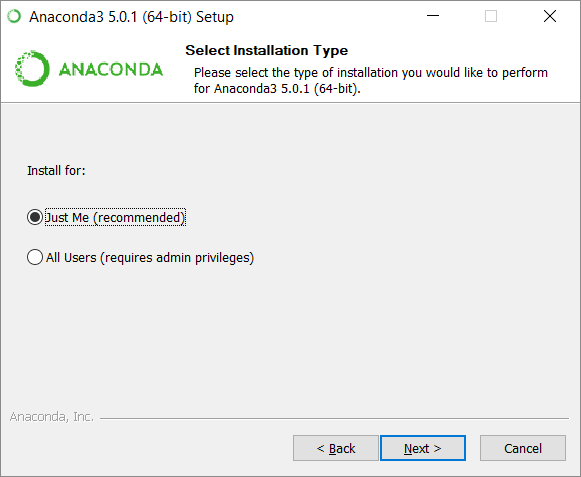 Anaconda3 5.0.1 (64-bit) Setup
ANACONDA
Select Installation Type
Please select the type of installation you would like to perform
for Anaconda3 5.0.1 (64-bit).
Install for:
Just Me (recommended)
All Users (requires admin privileges)
Anaconda, Inc.
< Back
Next >
Cancel